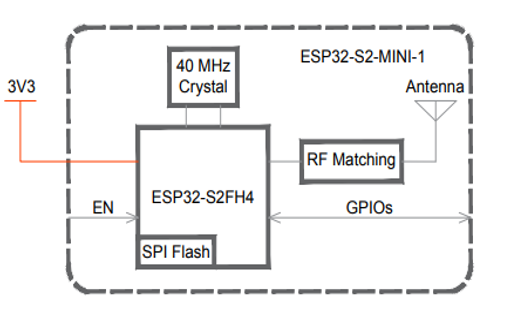 ESP32-S2-MINI-1
40 MHz
Crystal
3V3
Antenna
RF Matching
ESP32-S2FH4
EN
GPIOs
SPI Flash